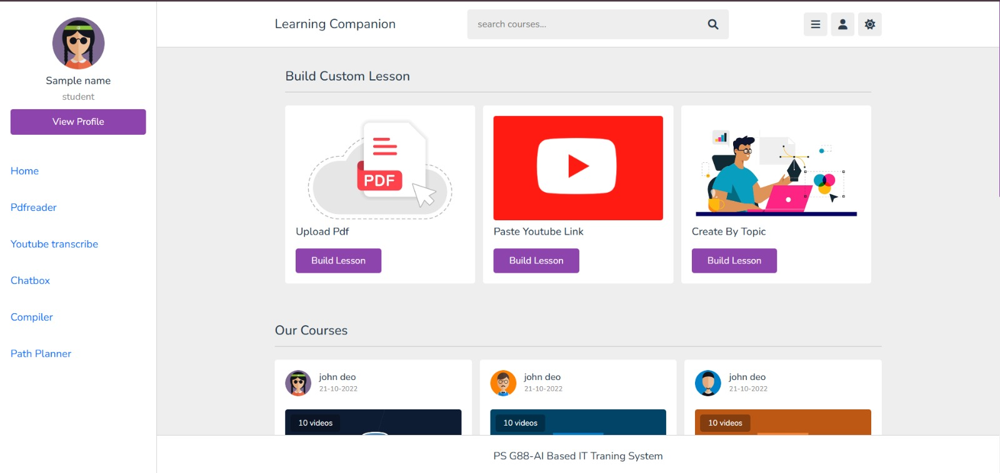 Sample name
student
View Profile
Home
Pdfreader
Youtube transcribe
Chatbox
Compiler
Path Planner
Learning Companion
search courses...
Build Custom Lesson
PDF
Upload Pdf
Build Lesson
Paste Youtube Link
Build Lesson
Create By Topic
Build Lesson
Our Courses
john deo
21-10-2022
10 videos
john deo
21-10-2022
10 videos
john deo
21-10-2022
10 videos
PS G88-AI Based IT Traning System